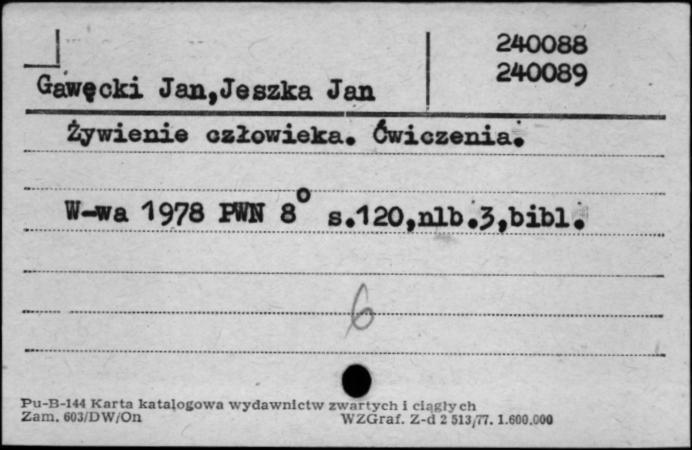 240088
240089
Gawęcki Jan,Jeszka Jan
Żywienie człowieka. Ćwiczenia.
W-wa 1978 PWN 8° s.120,nlb.3,bibl.
6
Pu-B-144 Karta katalogowa wydawnictw zwartych i ciągłych
Zam. 603/DW/On WZGraf. Z-d 2 513/77. 1.600.000